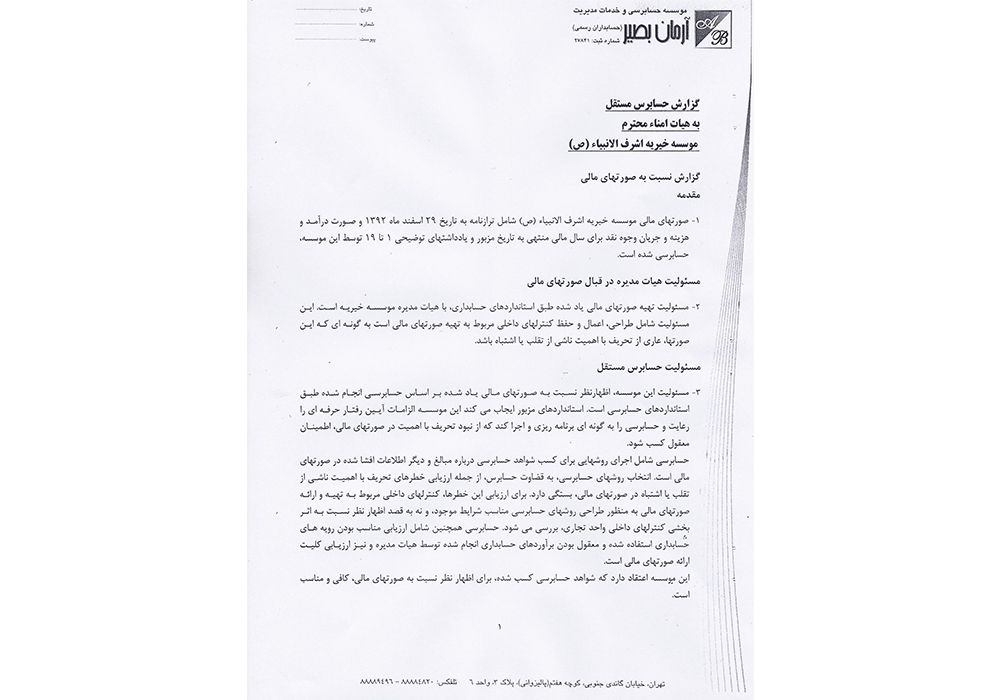 موسسه حسابرسی و خدمات مدیریت
آرمان بصیر (حسابداران رسمی)
شماره ثبت: ۲۷۸۴۱
AB
تاریخ:
شماره:
پیوست:
گزارش حسابرس مستقل
به هیات امناء محترم
موسسه خیریه اشرف الانبیاء (ص)
گزارش نسبت به صورتهای مالی
مقدمه
۱- صورتهای مالی موسسه خیریه اشرف الانبیاء (ص) شامل ترازنامه به تاریخ ۲۹ اسفند ماه ۱۳۹۲ و صورت درآمد و
هزینه و جریان وجوه نقد برای سال مالی منتهی به تاریخ مزبور و یادداشتهای توضیحی ۱ تا ۱۹ توسط این موسسه،
حسابرسی شده است.
مسئولیت هیات مدیره در قبال صورتهای مالی
۲- مسئولیت تهیه صورتهای مالی یاد شده طبق استانداردهای حسابداری، با هیات مدیره موسسه خیریه است. این
مسئولیت شامل طراحی، اعمال و حفظ کنترلهای داخلی مربوط به تهیه صورتهای مالی است به گونه ای که این
صورتها، عاری از تحریف با اهمیت ناشی از تقلب یا اشتباه باشد.
مسئولیت حسابرس مستقل
۳- مسئولیت این موسسه، اظهارنظر نسبت به صورتهای مالی یاد شده بر اساس حسابرسی انجام شده طبق
استانداردهای حسابرسی است. استانداردهای مزبور ایجاب می کند این موسسه الزامات آیین رفتار حرفه ای را
رعایت و حسابرسی را به گونه ای برنامه ریزی و اجرا کند که از نبود تحریف با اهمیت در صورتهای مالی، اطمینان
معقول کسب شود.
حسابرسی شامل اجرای روشهایی برای کسب شواهد حسابرسی درباره مبالغ و دیگر اطلاعات افشا شده در صورتهای
مالی است. انتخاب روشهای حسابرسی، به قضاوت حسابرس، از جمله ارزیابی خطرهای تحریف با اهمیت ناشی از
تقلب یا اشتباه در صورتهای مالی، بستگی دارد. برای ارزیابی این خطرها، کنترلهای داخلی مربوط به تهیه و ارائه
صورتهای مالی به منظور طراحی روشهای حسابرسی مناسب شرایط موجود، و نه به قصد اظهار نظر نسبت به اثر
بخشی کنترلهای داخلی واحد تجاری، بررسی می شود. حسابرسی همچنین شامل ارزیابی مناسب بودن رویه های
حسابداری استفاده شده و معقول بودن برآوردهای حسابداری انجام شده توسط هیات مدیره و نیز ارزیابی کلیت
ارائه صورتهای مالی است.
این موسسه اعتقاد دارد که شواهد حسابرسی کسب شده، برای اظهار نظر نسبت به صورتهای مالی، کافی و مناسب
است.
۱
تهران، خیابان گاندی جنوبی، کوچه هفتم(پالیزوانی)، پلاک ۳، واحد ۶ تلفکس: ۸۸۸۸۴۸۲۰ - ۸۸۸۸۹۴۹۶